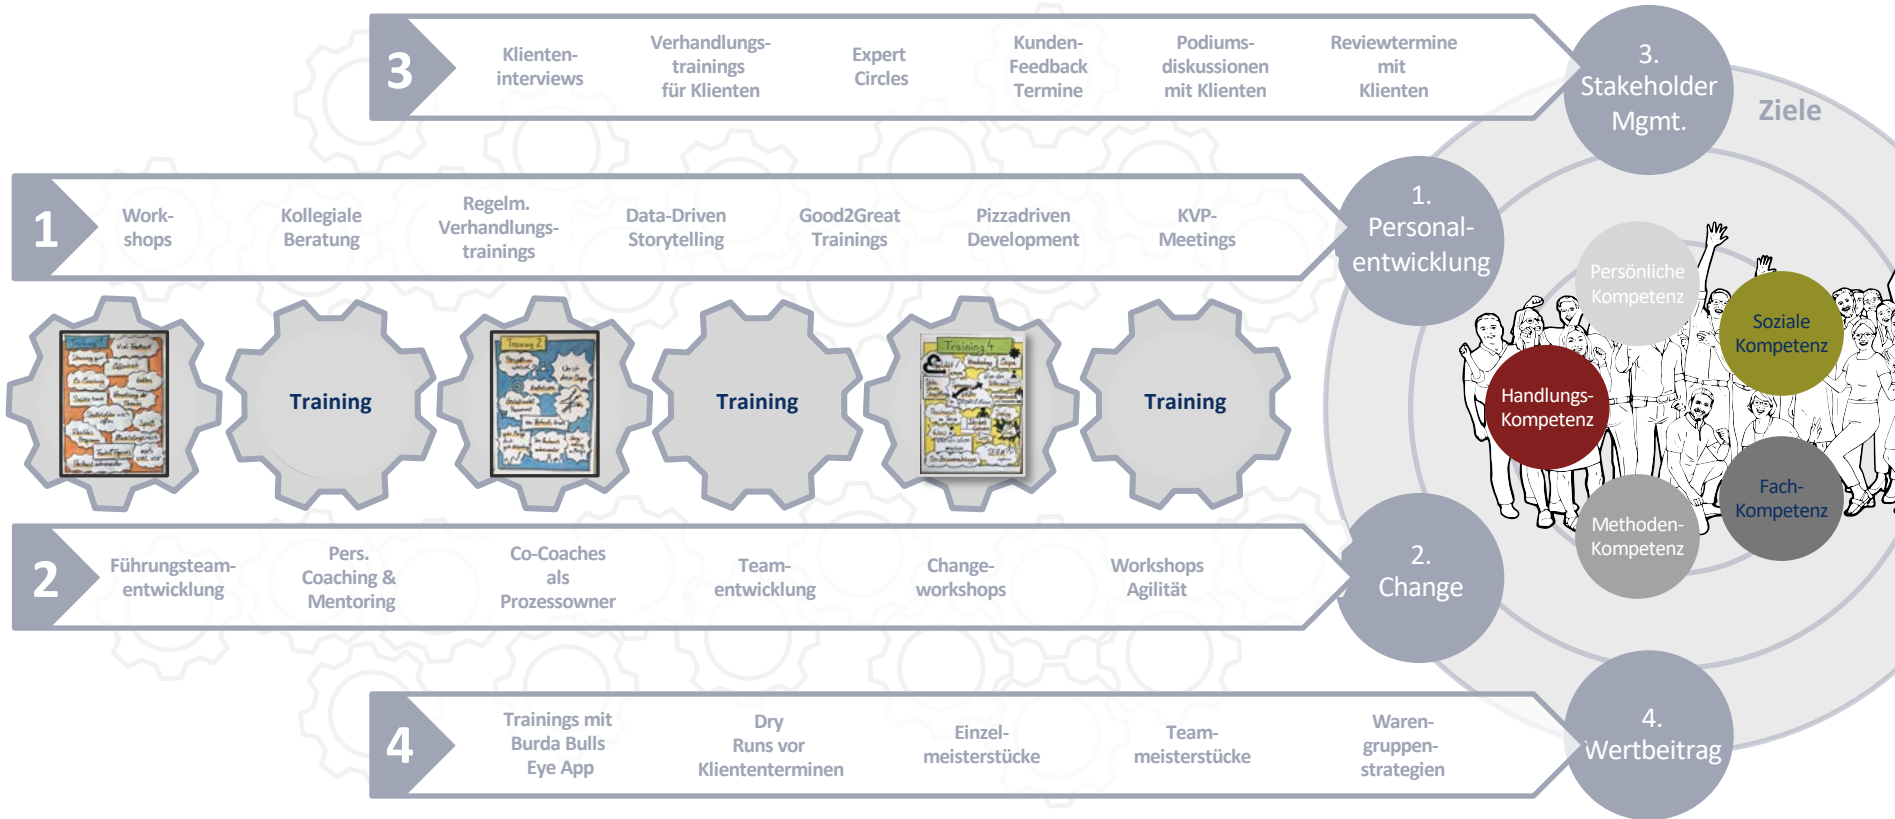 3
Klienten-
interviews
Verhandlungs-
trainings
für Klienten
Expert
Circles
Kunden-
Feedback
Termine
Podiums-
diskussionen
mit Klienten
Reviewtermine
mit
Klienten
3.
Stakeholder
Mgmt.
Ziele
1
Work-
shops
Kollegiale
Beratung
Regelm.
Verhandlungs-
trainings
Data-Driven
Storytelling
Good2Great
Trainings
Pizzadriven
Development
KVP-
Meetings
1.
Personal-
entwicklung
Persönliche
Kompetenz
Soziale
Kompetenz
Handlungs-
Kompetenz
Fach-
Kompetenz
Methoden-
Kompetenz
Training
Training 2
Training
Training 4
Training
2
Führungsteam-
entwicklung
Pers.
Coaching &
Mentoring
Co-Coaches
als
Prozessowner
Team-
entwicklung
Change-
workshops
Workshops
Agilität
2.
Change
4
Trainings mit
Burda Bulls
Eye App
Dry
Runs vor
Kliententerminen
Einzel-
meisterstücke
Team-
meisterstücke
Waren-
gruppen-
strategien
4.
Wertbeitrag